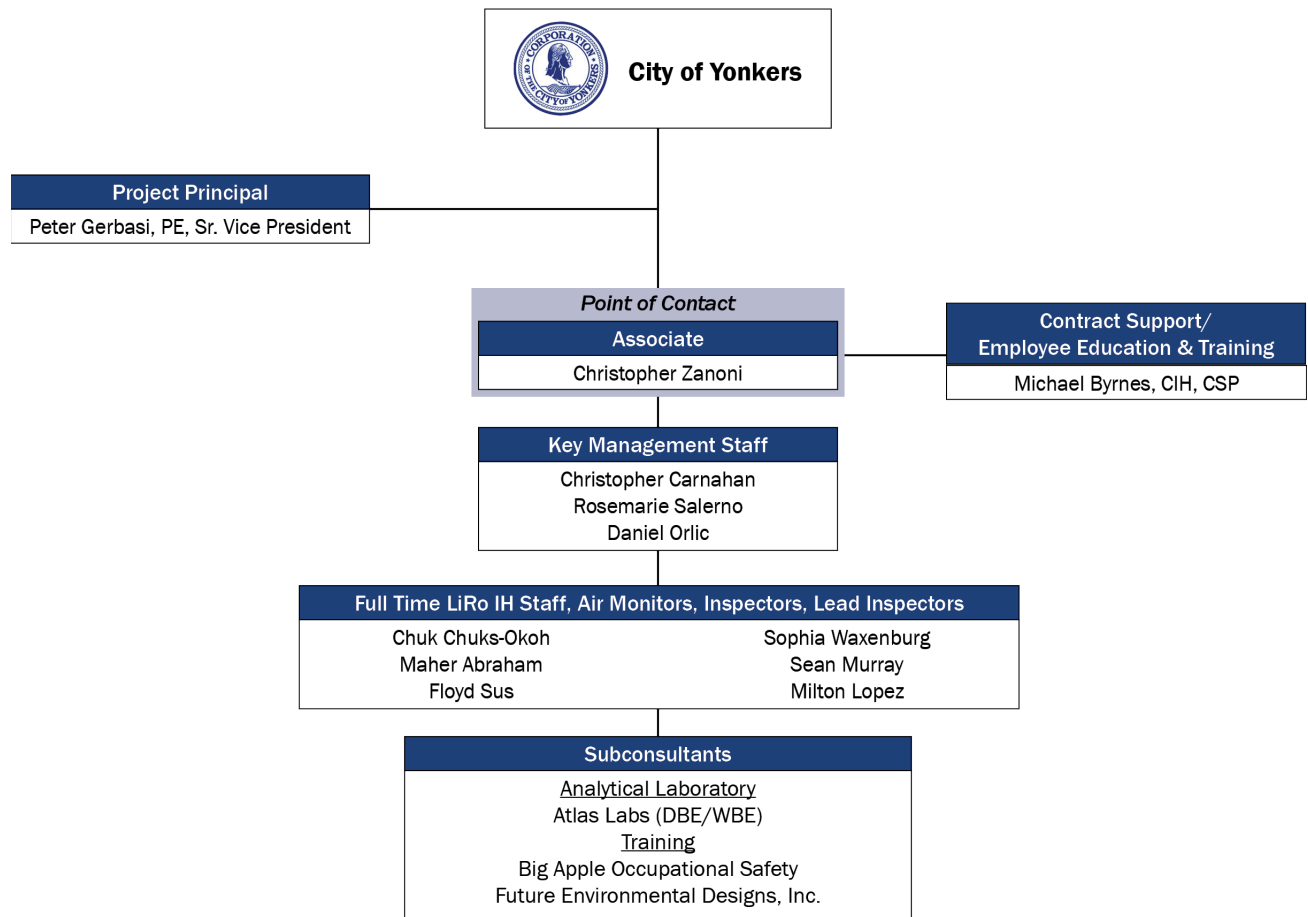 CORPORATION
OF THE CITY OF YONKERS
City of Yonkers
Project Principal
Peter Gerbasi, PE, Sr. Vice President
Point of Contact
Associate
Christopher Zanoni
Contract Support/
Employee Education & Training
Michael Byrnes, CIH, CSP
Key Management Staff
Christopher Carnahan
Rosemarie Salerno
Daniel Orlic
Full Time LiRo IH Staff, Air Monitors, Inspectors, Lead Inspectors
Chuk Chuks-Okoh
Maher Abraham
Floyd Sus
Sophia Waxenburg
Sean Murray
Milton Lopez
Subconsultants
Analytical Laboratory
Atlas Labs (DBE/WBE)
Training
Big Apple Occupational Safety
Future Environmental Designs, Inc.